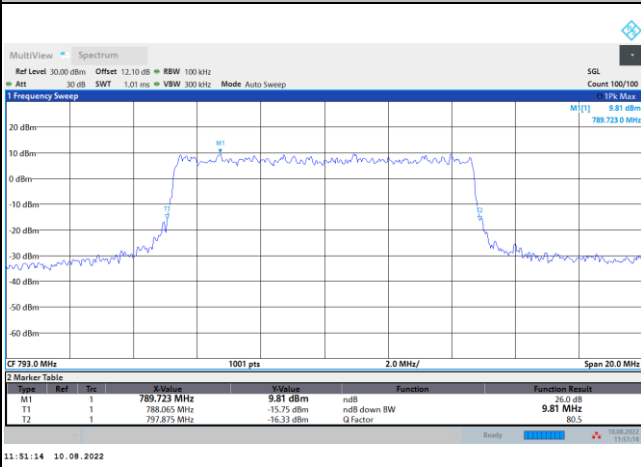 MultiView Spectrum
Ref Level 30.00 dBm Offset 12.10 dB RBW 100 kHz SGL
Att 30 dB SWT 1.01 ms VBW 300 kHz Mode Auto Sweep Count 100/100
1 Frequency Sweep 1Pk Max
M1[1] 9.81 dBm
789.723 0 MHz
20 dBm
M1
10 dBm
0 dBm
-10 dBm
T1 T2
-20 dBm
-30 dBm
-40 dBm
-50 dBm
-60 dBm
CF 793.0 MHz 1001 pts 2.0 MHz/ Span 20.0 MHz
2 Marker Table
Type Ref Trc X-Value Y-Value Function Function Result
M1 1 789.723 MHz 9.81 dBm ndB 26.0 dB
T1 1 788.065 MHz -15.75 dBm ndB down BW 9.81 MHz
T2 1 797.875 MHz -16.33 dBm Q Factor 80.5
Ready 10.08.2022
11:51:14
11:51:14 10.08.2022